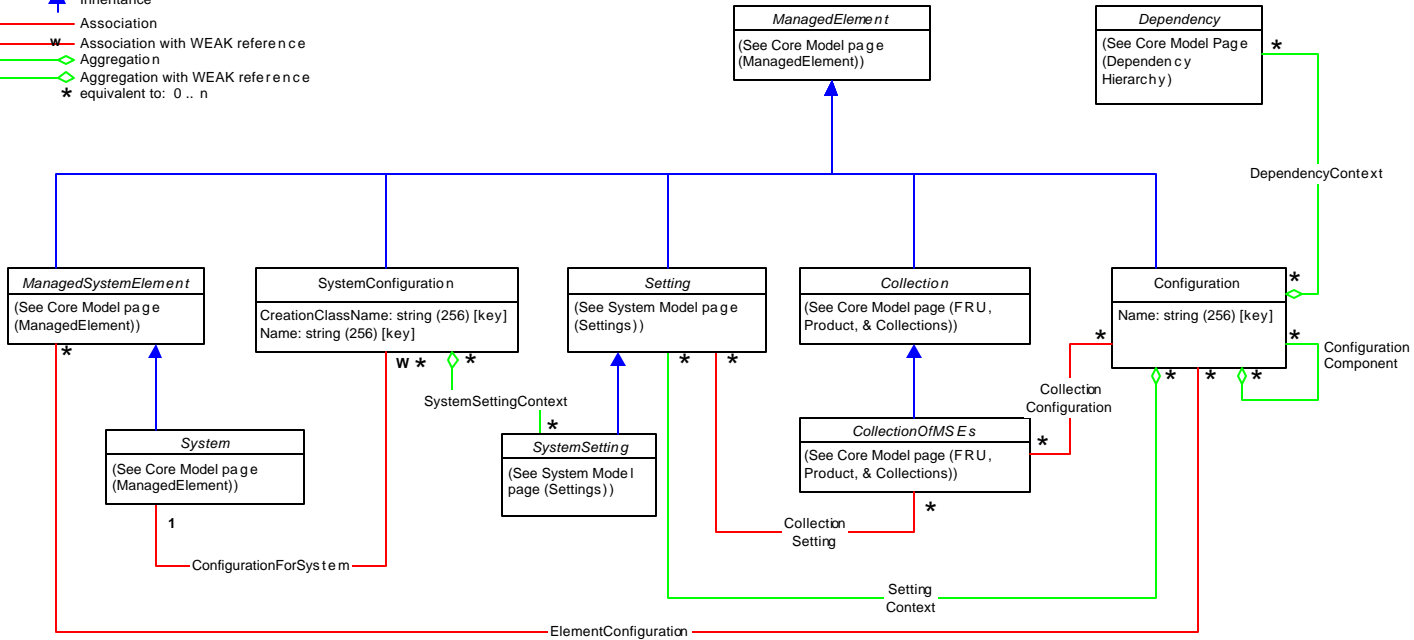 Inheritance
Association
w Association with WEAK reference
Aggregation
Aggregation with WEAK reference
* equivalent to: 0 .. n
ManagedElement
(See Core Model page
(ManagedElement))
Dependency
(See Core Model Page
(Dependency
Hierarchy)
*
DependencyContext
*
ManagedSystemElement
(See Core Model page
(ManagedElement))
*
SystemConfiguration
CreationClassName: string (256) [key]
Name: string (256) [key]
w *
*
Setting
(See System Model page
(Settings))
*
*
Collection
(See Core Model page (FRU,
Product, & Collections))
Configuration
Name: string (256) [key]
*
*
*
*
*
Configuration
Component
Collection
Configuration
SystemSettingContext
*
System
(See Core Model page
(ManagedElement))
1
SystemSetting
(See System Model
page (Settings))
CollectionOfMSEs
(See Core Model page (FRU,
Product, & Collections))
*
*
Collection
Setting
ConfigurationForSystem
Setting
Context
ElementConfiguration